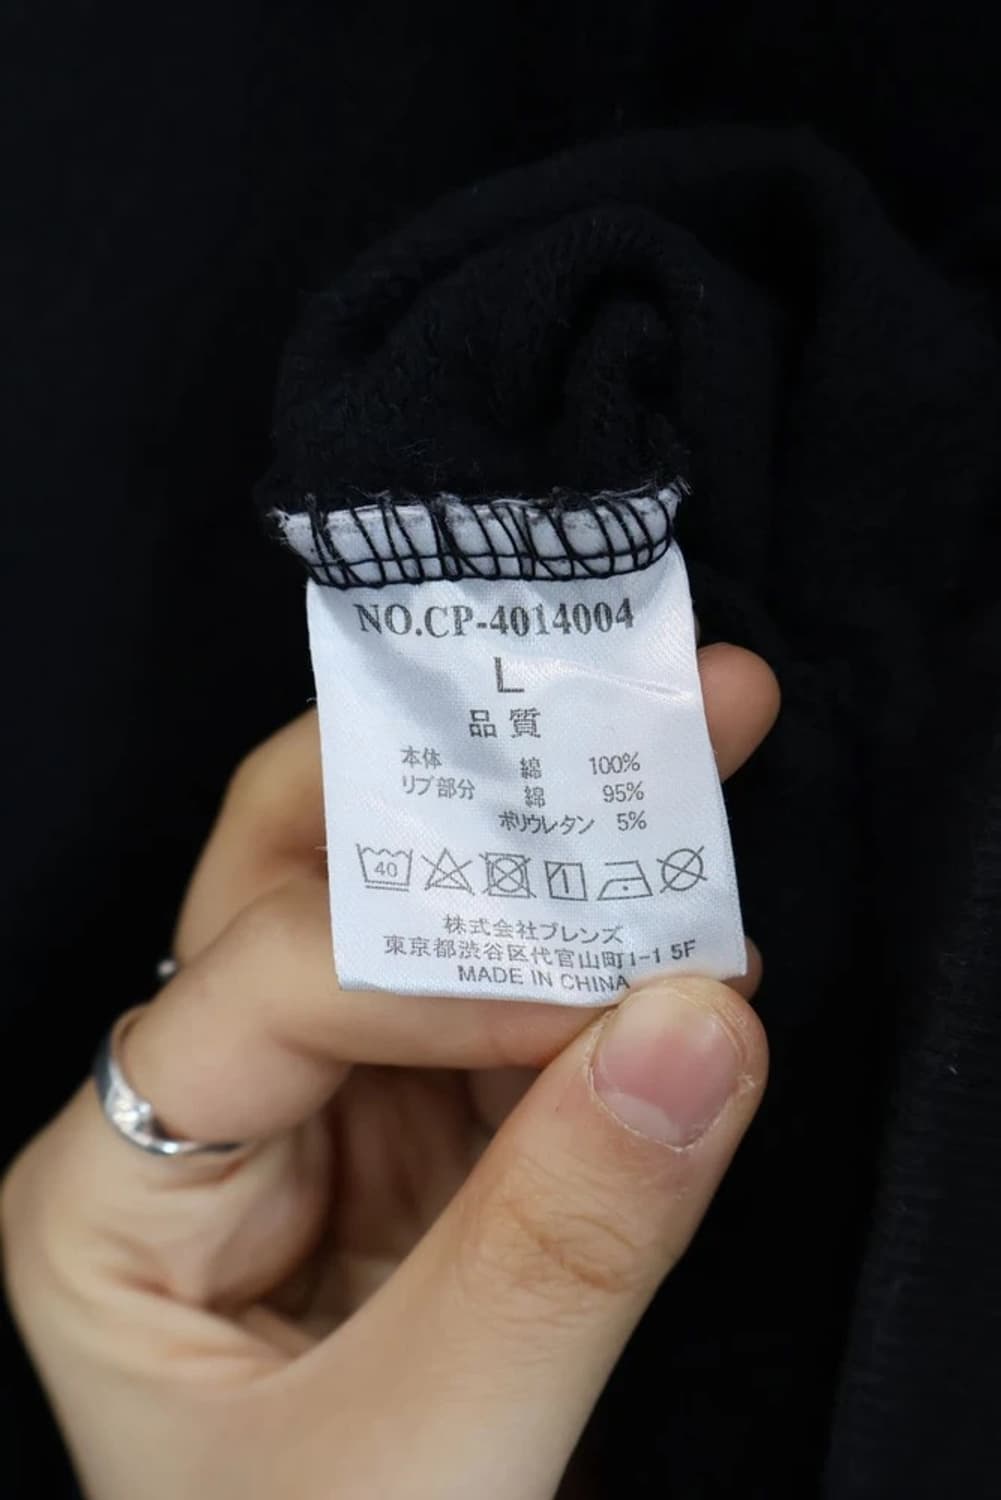 NO.CP-4014004
L
品質
本体 綿 100%
リブ部分 綿 95%
ポリウレタン 5%
40
株式会社ブレンズ
東京都渋谷区代官山町1-1 5F
MADE IN CHINA